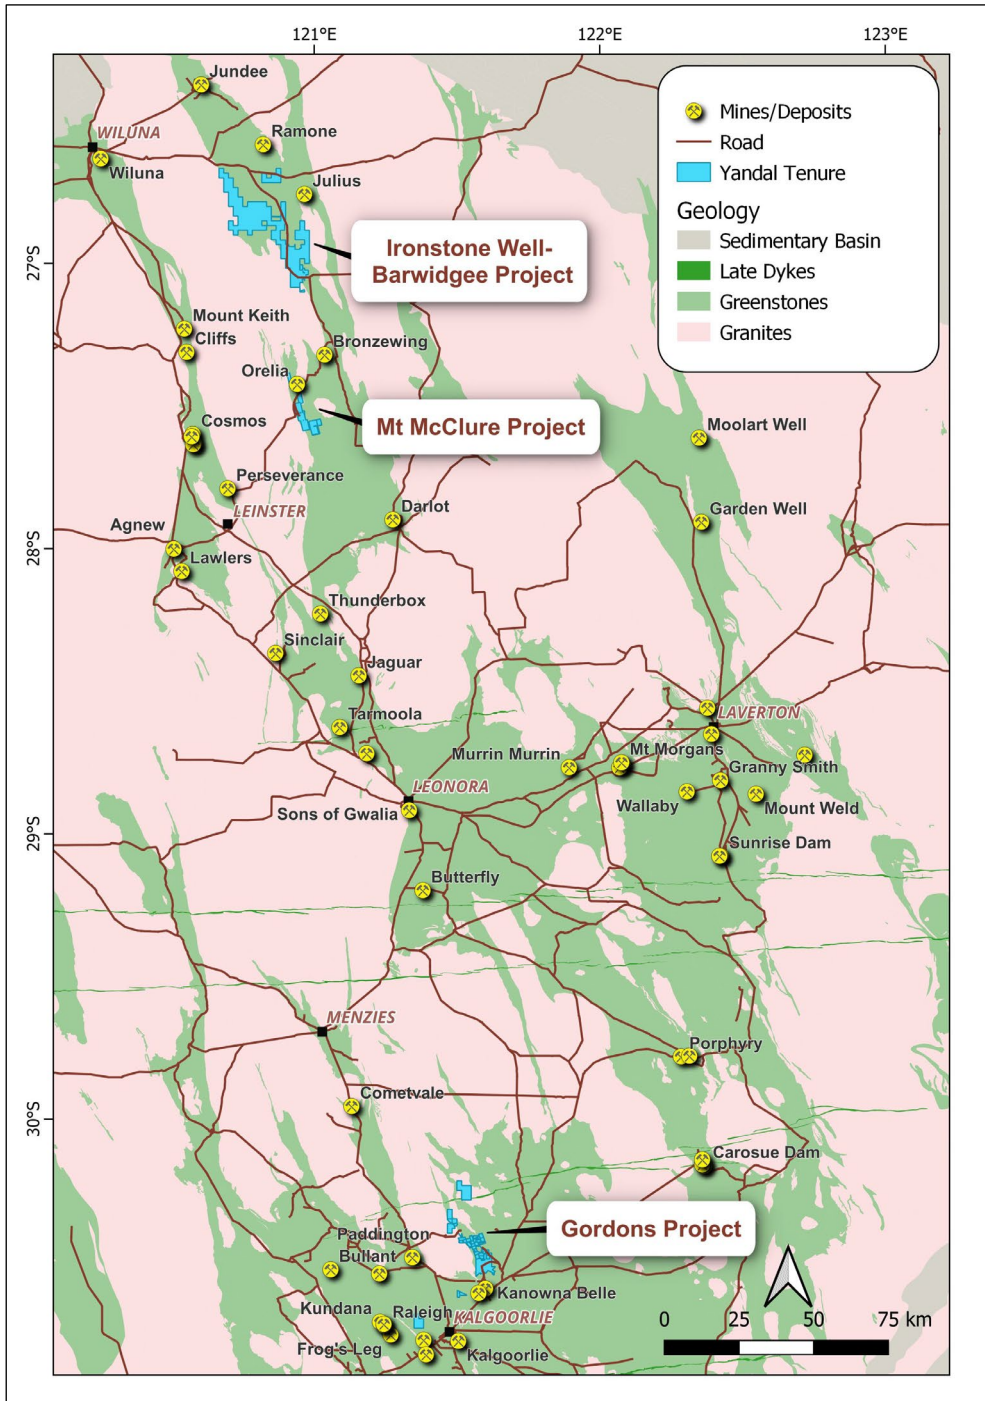 121°E
122°E
123°E
Jundee
Mines/Deposits
Road
Yandal Tenure
Geology
Sedimentary Basin
Late Dykes
Greenstones
Granites
WILUNA
Ramone
Wiluna
Julius
Ironstone Well-
Barwidgee Project
27°S
Mount Keith
Cliffs
Bronzewing
Orelia
Mt McClure Project
Cosmos
Moolart Well
Perseverance
LEINSTER
Darlot
Garden Well
Agnew
28°S
Lawlers
Thunderbox
Sinclair
Jaguar
Tarmoola
LAVERTON
Murrin Murrin
Mt Morgans
Granny Smith
LEONORA
Wallaby
Mount Weld
Sons of Gwalia
29°S
Sunrise Dam
Butterfly
MENZIES
Porphyry
Cometvale
30°S
Carosue Dam
Gordons Project
Paddington
Bullant
Kanowna Belle
Kundana
Raleigh
KALGOORLIE
Frog's Leg
Kalgoorlie
0
25
50
75 km